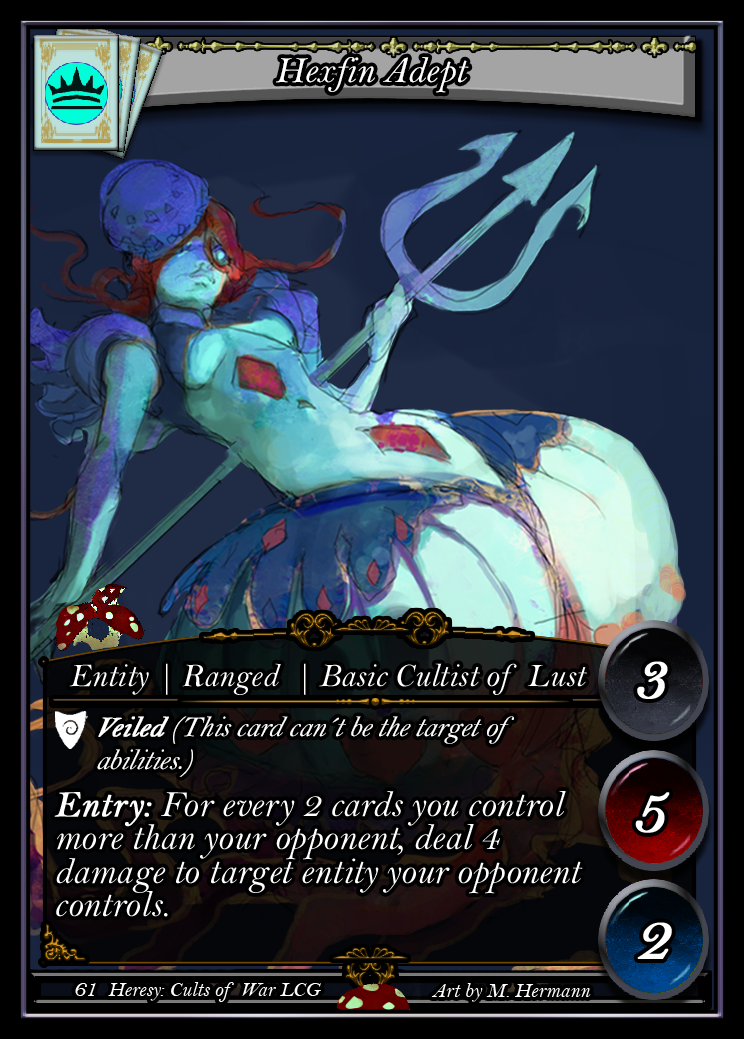 Hexfin Adept
Entity | Ranged | Basic Cultist of Lust
3
Veiled (This card can´t be the target of
abilities.)
5
Entry: For every 2 cards you control
more than your opponent, deal 4
damage to target entity your opponent
controls.
2
61 Heresy: Cults of War LCG
Art by M. Hermann